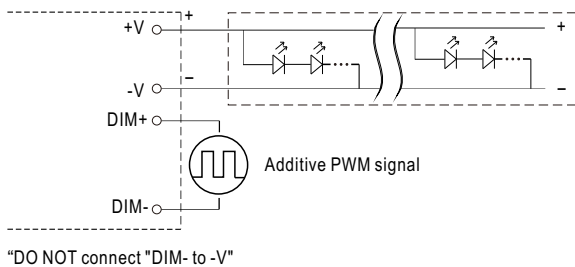 +V
+
+
-V
−
−
DIM+
Additive PWM signal
DIM-
“DO NOT connect "DIM- to -V"